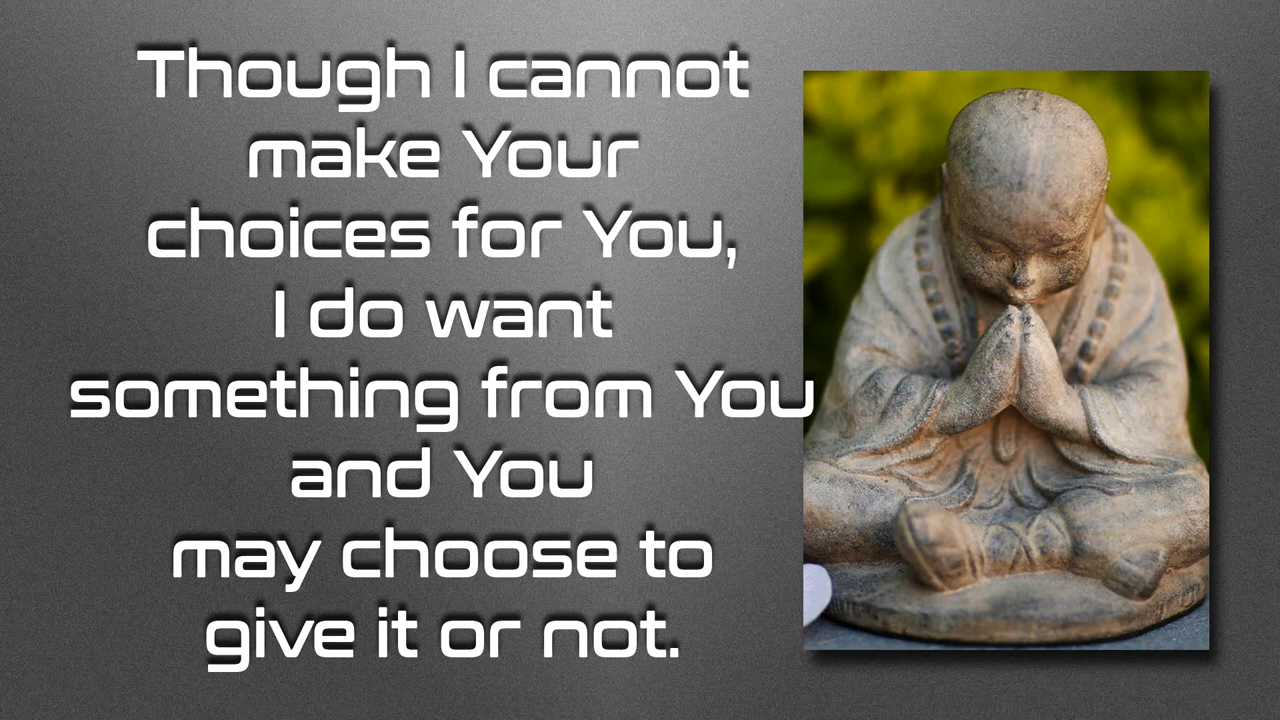 Though I cannot
make Your
choices for You,
I do want
something from You
and You
may choose to
give it or not.